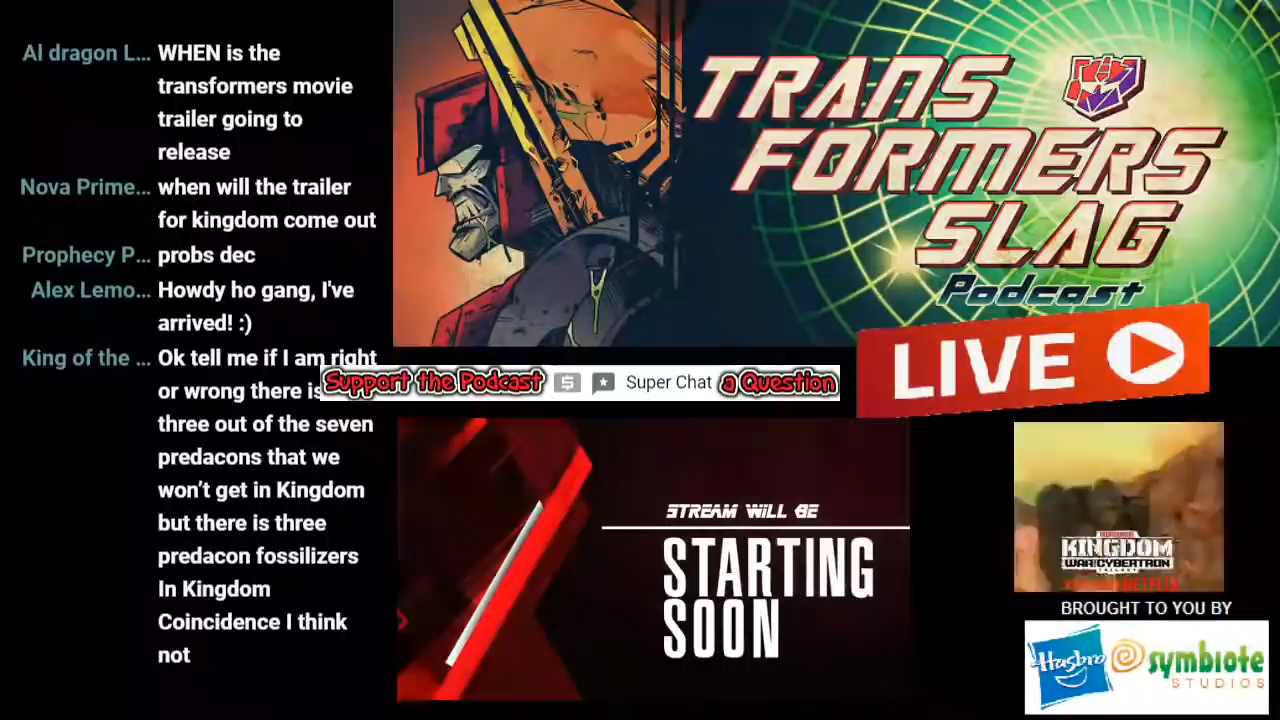 Al dragon L... WHEN is the
transformers movie
trailer going to
release
Nova Prime... when will the trailer
for kingdom come out
Prophecy P... probs dec
Alex Lemo... Howdy ho gang, I've
arrived! :)
King of the ... Ok tell me if I am right
or wrong there is
three out of the seven
predacons that we
won’t get in Kingdom
but there is three
predacon fossilizers
In Kingdom
Coincidence I think
not
TRANS
FORMERS
SLAG
Podcast
LIVE
Support the Podcast Super Chat a Question
STREAM WILL BE
STARTING
SOON
KINGDOM
WAR FOR CYBERTRON
TRILOGY
NETFLIX
BROUGHT TO YOU BY
Hasbro symbiote
STUDIOS